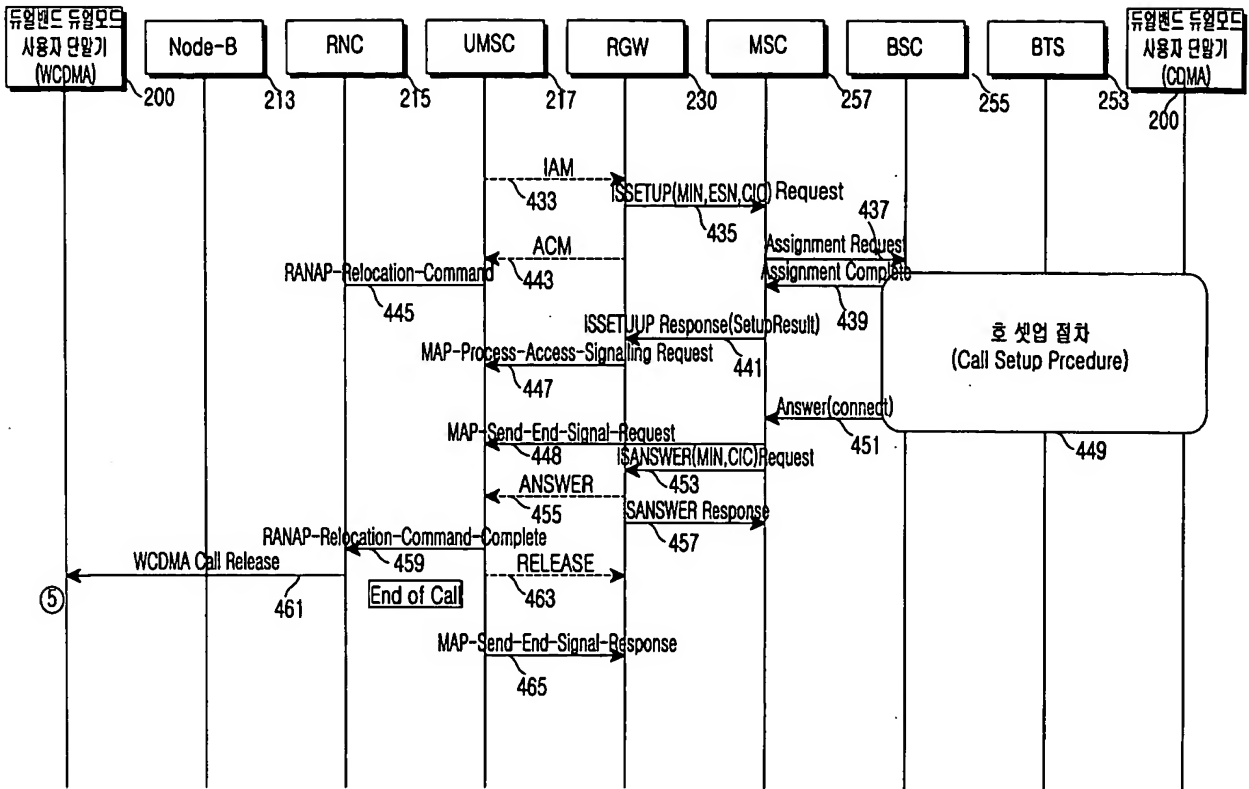 듀얼밴드 듀얼모드
사용자 단말기
(WCDMA)
200
Node-B
213
RNC
215
UMSC
217
RGW
230
MSC
257
BSC
255
BTS
253
듀얼밴드 듀얼모드
사용자 단말기
(CDMA)
200
IAM
433
ISSETUP(MIN,ESN,CIC) Request
435
437
ACM
443
Assignment Request
RANAP-Relocation-Command
445
Assignment Complete
439
ISSETUUP Response(SetupResult)
441
호 셋업 절차
(Call Setup Prcedure)
449
MAP-Process-Access-Signalling Request
447
Answer(connect)
451
MAP-Send-End-Signal-Request
448
ISANSWER(MIN,CIC)Request
453
ANSWER
455
SANSWER Response
457
RANAP-Relocation-Command-Complete
459
WCDMA Call Release
461
RELEASE
463
⑤
End of Call
MAP-Send-End-Signal-Response
465